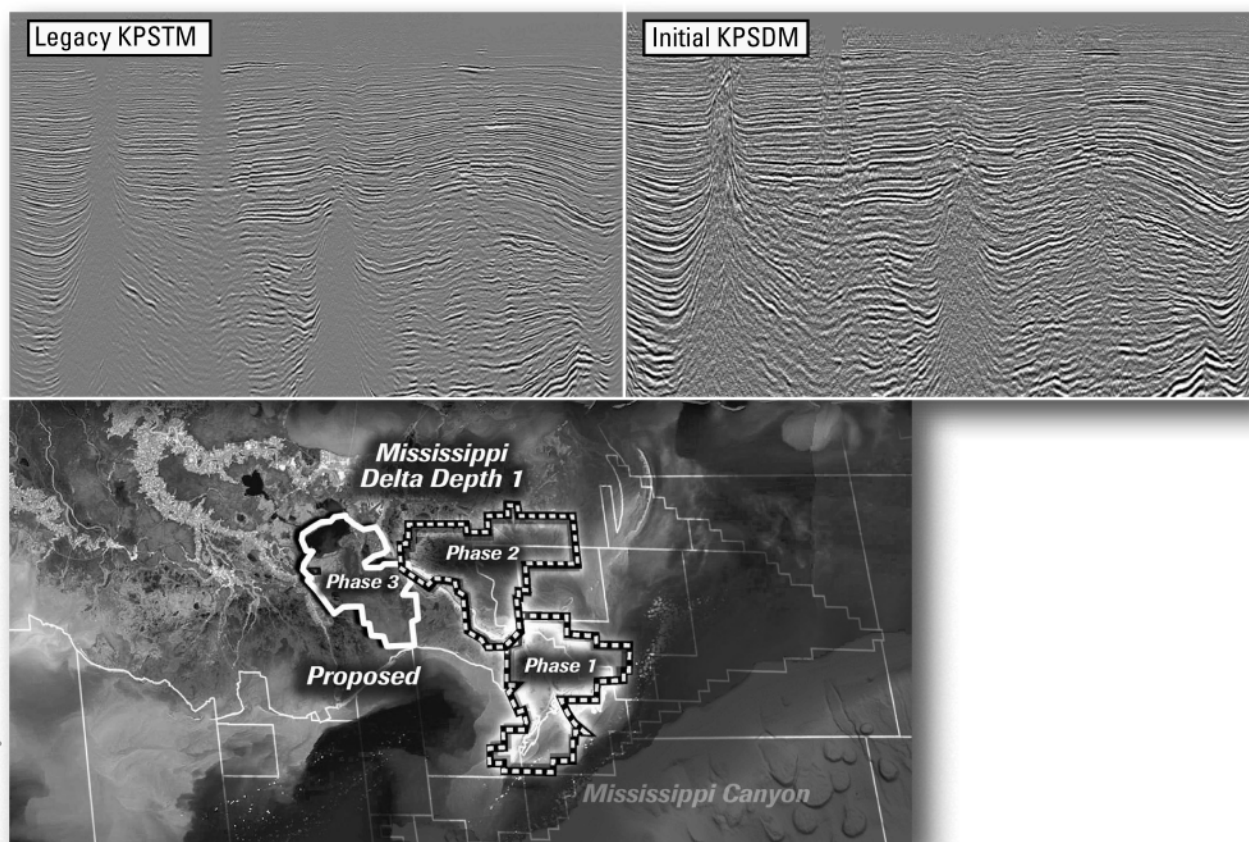 Legacy KPSTM
Initial KPSDM
Mississippi
Delta Depth 1
Phase 2
Phase 3
Phase 1
Proposed
Mississippi Canyon